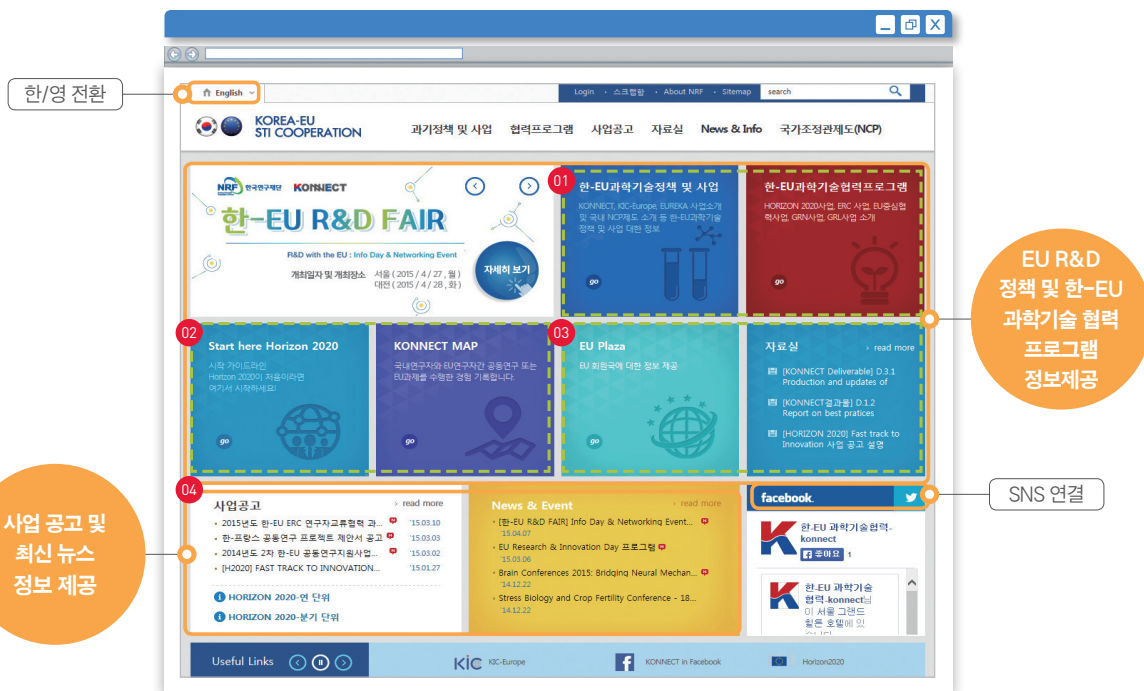 한/영 전환
English
Login · 스크랩함 · About NRF · Sitemap
search
KOREA-EU
STI COOPERATION
과기정책 및 사업 협력프로그램 사업공고 자료실 News & Info 국가조정관제도(NCP)
NRF 한국연구재단 KONNECT
한-EU R&D FAIR
R&D with the EU : Info Day & Networking Event
개최일자 및 개최장소 서울 ( 2015 / 4 / 27 , 월 )
대전 ( 2015 / 4 / 28 , 화 )
자세히 보기
01
한-EU과학기술정책 및 사업
KONNECT, KIC-Europe, EUREKA 사업소개
및 국내 NCP제도 소개 등 한-EU과학기술
정책 및 사업 대한 정보
go
한-EU과학기술협력프로그램
HORIZON 2020사업, ERC 사업, EU중심협
력사업, GRN사업, GRL사업 소개
go
EU R&D
정책 및 한-EU
과학기술 협력
프로그램
정보제공
02
Start here Horizon 2020
시작 가이드라인
Horizon 2020이 처음이라면
여기서 시작하세요!
go
KONNECT MAP
국내연구자와 EU연구자간 공동연구 또는
EU과제를 수행한 경험 기록합니다.
go
03
EU Plaza
EU 회원국에 대한 정보 제공
go
자료실
read more
[KONNECT Deliverable] D.3.1
Production and updates of
[KONNECT결과물] D.1.2
Report on best pratices
[HORIZON 2020] Fast track to
Innovation 사업 공고 설명
사업 공고 및
최신 뉴스
정보 제공
04
사업공고
read more
2015년도 한-EU ERC 연구자교류협력 과... '15.03.10
한-프랑스 공동연구 프로젝트 제안서 공고 '15.03.03
2014년도 2차 한-EU 공동연구지원사업... '15.03.02
[H2020] FAST TRACK TO INNOVATION... '15.01.27
HORIZON 2020-연 단위
HORIZON 2020-분기 단위
News & Event
read more
[한-EU R&D FAIR] Info Day & Networking Event...
'15.04.07
EU Research & Innovation Day 프로그램
'15.03.06
Brain Conferences 2015: Bridging Neural Mechan...
'14.12.22
Stress Biology and Crop Fertility Conference - 18...
'14.12.22
facebook.
SNS 연결
한-EU 과학기술협력-
konnect
좋아요 1
한-EU 과학기술
협력-konnect님
이 서울 그랜드
힐튼 호텔에 있
습니다
Useful Links
KIC KIC-Europe
KONNECT in Facebook
Horizon2020